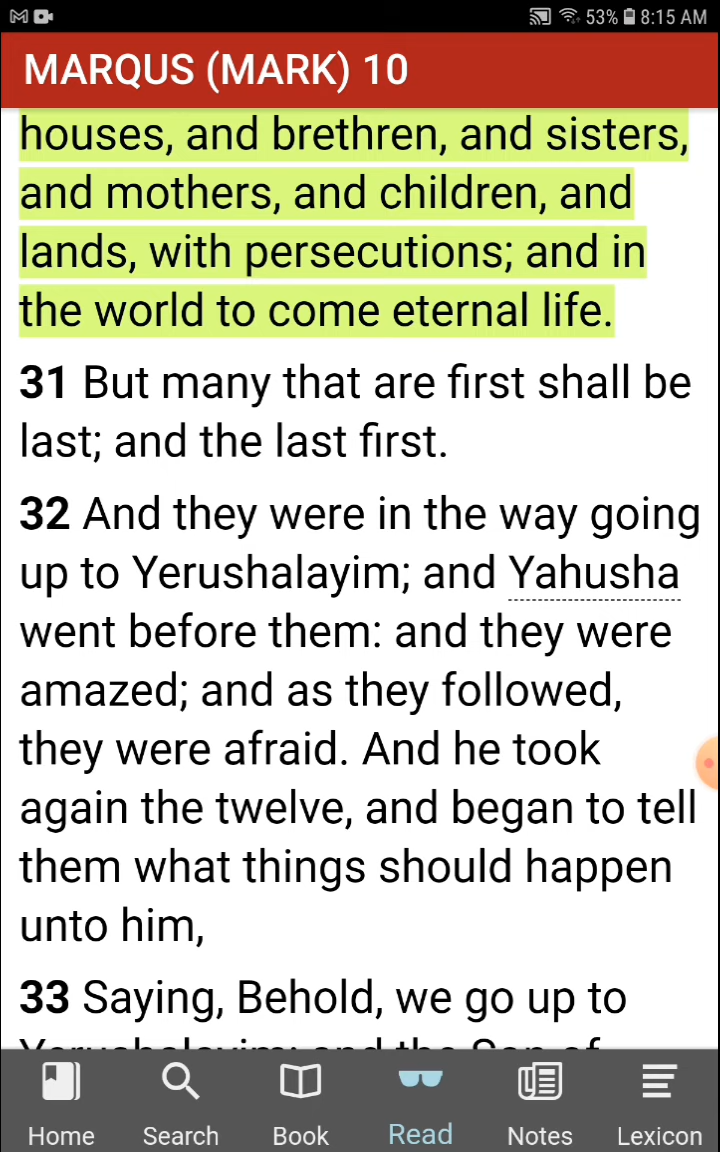 53% 8:15 AM
MARQUS (MARK) 10
houses, and brethren, and sisters,
and mothers, and children, and
lands, with persecutions; and in
the world to come eternal life.
31 But many that are first shall be
last; and the last first.
32 And they were in the way going
up to Yerushalayim; and Yahusha
went before them: and they were
amazed; and as they followed,
they were afraid. And he took
again the twelve, and began to tell
them what things should happen
unto him,
33 Saying, Behold, we go up to
Yerushalayim; and the Son of
Home Search Book Read Notes Lexicon